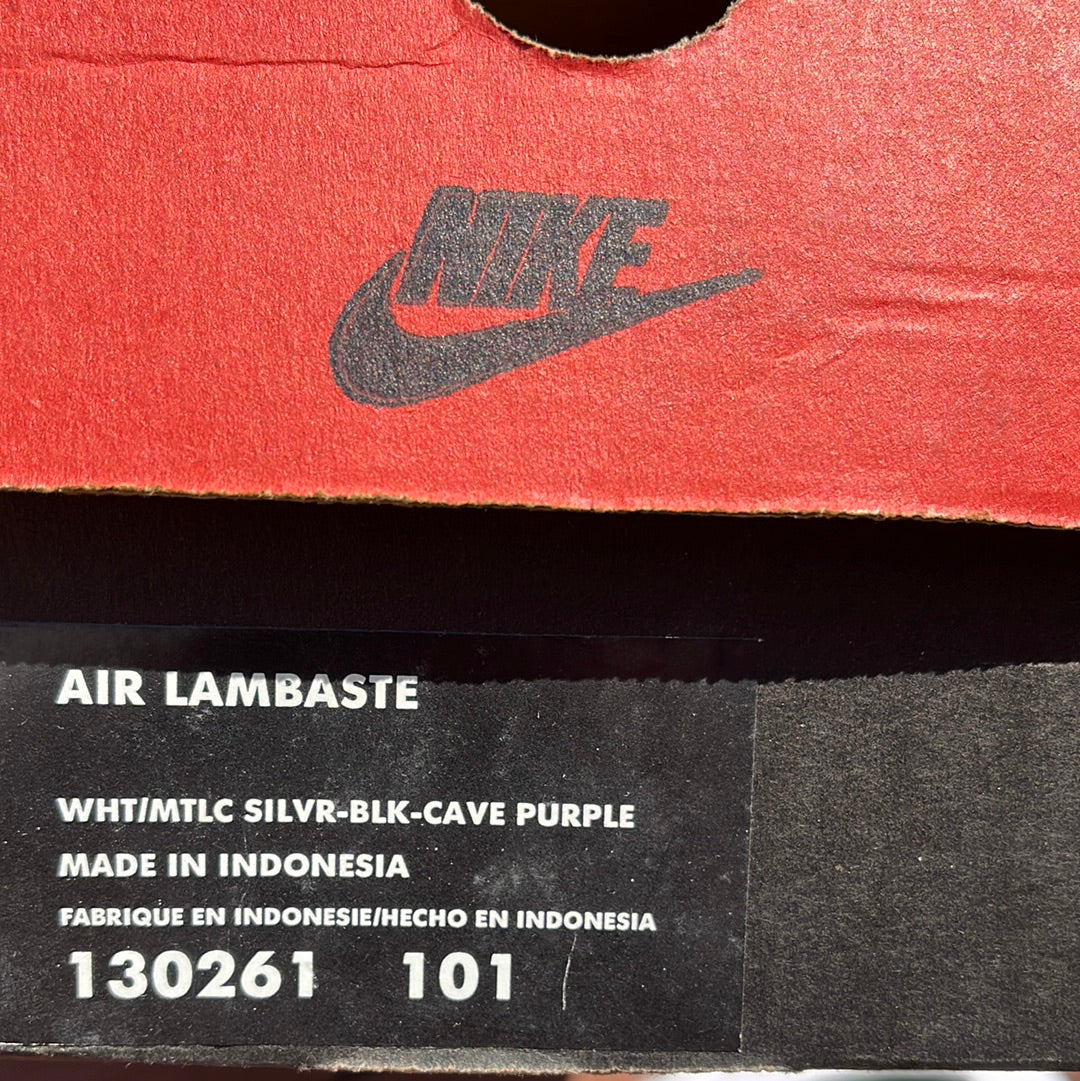 NIKE
AIR LAMBASTE
WHT/MTLC SILVR-BLK-CAVE PURPLE
MADE IN INDONESIA
FABRIQUE EN INDONESIE/HECHO EN INDONESIA
130261 101